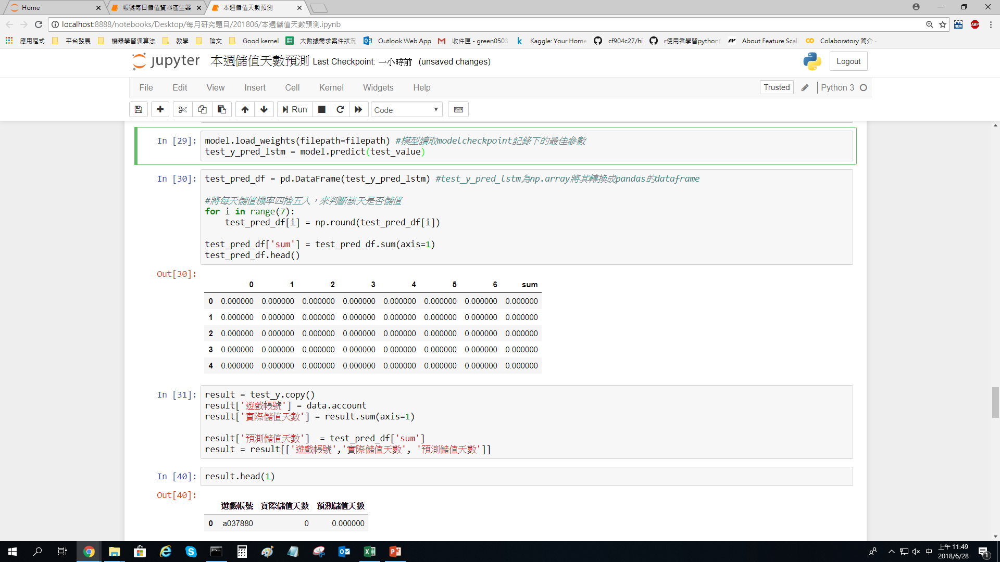 Home
帳號每日儲值資料產生器
本週儲值天數預測
localhost:8888/notebooks/Desktop/每月研究題目/201806/本週儲值天數預測.ipynb
NEW
ABP
應用程式 平台發展 機器學習演算法 教學 論文 Good kernel 大數據需求案件狀況 Outlook Web App 收件匣 - green0503 Kaggle: Your Home cf904c27/hi r使用者學習python About Feature Scali Colaboratory 簡介 -
jupyter 本週儲值天數預測 Last Checkpoint: 一小時前 (unsaved changes)
Logout
File Edit View Insert Cell Kernel Widgets Help
Trusted Python 3
Run Code
In [29]: model.load_weights(filepath=filepath) #模型讀取modelcheckpoint記錄下的最佳參數
test_y_pred_lstm = model.predict(test_value)
In [30]: test_pred_df = pd.DataFrame(test_y_pred_lstm) #test_y_pred_lstm為np.array將其轉換成pandas的dataframe
#將每天儲值機率四捨五入，來判斷該天是否儲值
for i in range(7):
test_pred_df[i] = np.round(test_pred_df[i])
test_pred_df['sum'] = test_pred_df.sum(axis=1)
test_pred_df.head()
Out[30]:
0 1 2 3 4 5 6 sum
0 0.000000 0.000000 0.000000 0.000000 0.000000 0.000000 0.000000 0.000000
1 0.000000 0.000000 0.000000 0.000000 0.000000 0.000000 0.000000 0.000000
2 0.000000 0.000000 0.000000 0.000000 0.000000 0.000000 0.000000 0.000000
3 0.000000 0.000000 0.000000 0.000000 0.000000 0.000000 0.000000 0.000000
4 0.000000 0.000000 0.000000 0.000000 0.000000 0.000000 0.000000 0.000000
In [31]: result = test_y.copy()
result['遊戲帳號'] = data.account
result['實際儲值天數'] = result.sum(axis=1)
result['預測儲值天數'] = test_pred_df['sum']
result = result[['遊戲帳號','實際儲值天數', '預測儲值天數']]
In [40]: result.head(1)
Out[40]:
遊戲帳號 實際儲值天數 預測儲值天數
0 a037880 0 0.000000
中
上午 11:49
2018/6/28
1